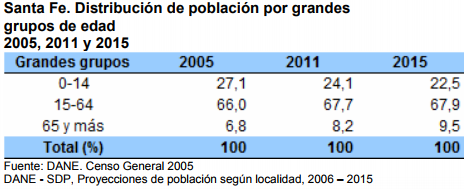 Santa Fe. Distribución de población por grandes
grupos de edad
2005, 2011 y 2015
Grandes grupos 2005 2011 2015
0-14 27,1 24,1 22,5
15-64 66,0 67,7 67,9
65 y más 6,8 8,2 9,5
Total (%) 100 100 100
Fuente: DANE. Censo General 2005
DANE - SDP, Proyecciones de población según localidad, 2006 – 2015